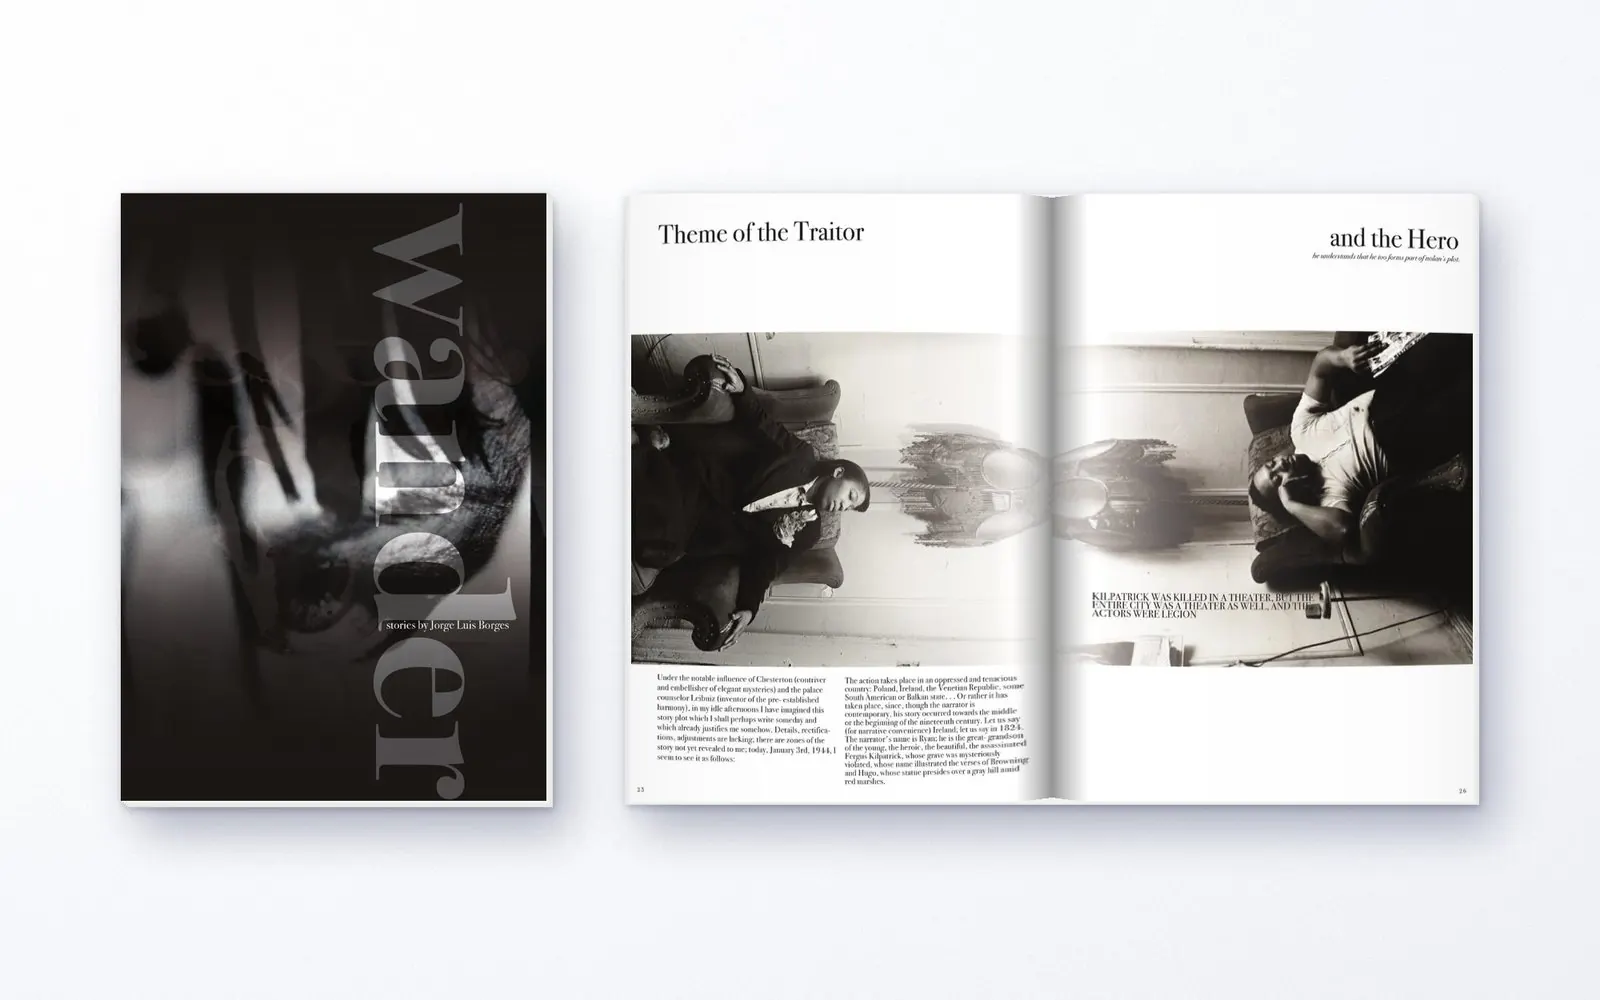 wander
stories by Jorge Luis Borges
Theme of the Traitor
and the Hero
he understands that he too forms part of nolan's plot.
KILPATRICK WAS KILLED IN A THEATER, BUT THE
ENTIRE CITY WAS A THEATER AS WELL, AND THE
ACTORS WERE LEGION
Under the notable influence of Chesterton (contriver
and embellisher of elegant mysteries) and the palace
counselor Leibniz (inventor of the pre- established
harmony), in my idle afternoons I have imagined this
story plot which I shall perhaps write someday and
which already justifies me somehow. Details, rectifica-
tions, adjustments are lacking; there are zones of the
story not yet revealed to me; today, January 3rd, 1944, I
seem to see it as follows:
The action takes place in an oppressed and tenacious
country: Poland, Ireland, the Venetian Republic, some
South American or Balkan state. . . Or rather it has
taken place, since, though the narrator is
contemporary, his story occurred towards the middle
or the beginning of the nineteenth century. Let us say
(for narrative convenience) Ireland; let us say in 1824.
The narrator's name is Ryan; he is the great- grandson
of the young, the heroic, the beautiful, the assassinated
Fergus Kilpatrick, whose grave was mysteriously
violated, whose name illustrated the verses of Browning
and Hugo, whose statue presides over a gray hill amid
red marshes.
25
26